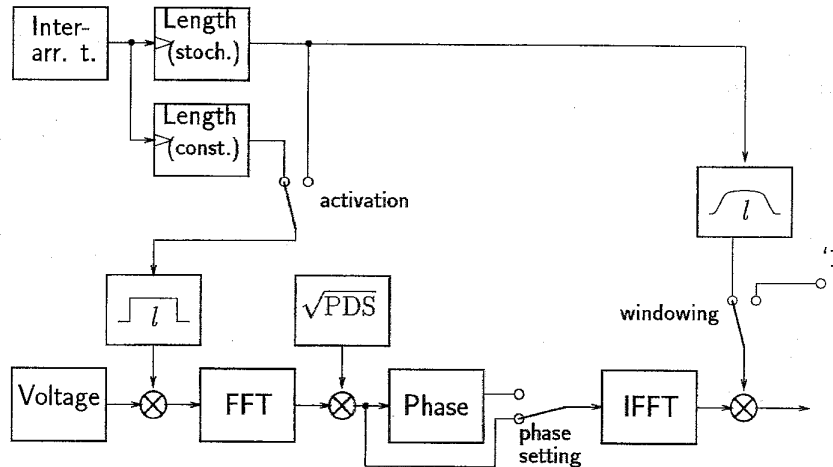 Inter-
arr. t.
Length
(stoch.)
Length
(const.)
activation
l
l
√PDS
windowing
Voltage
FFT
Phase
phase
setting
IFFT